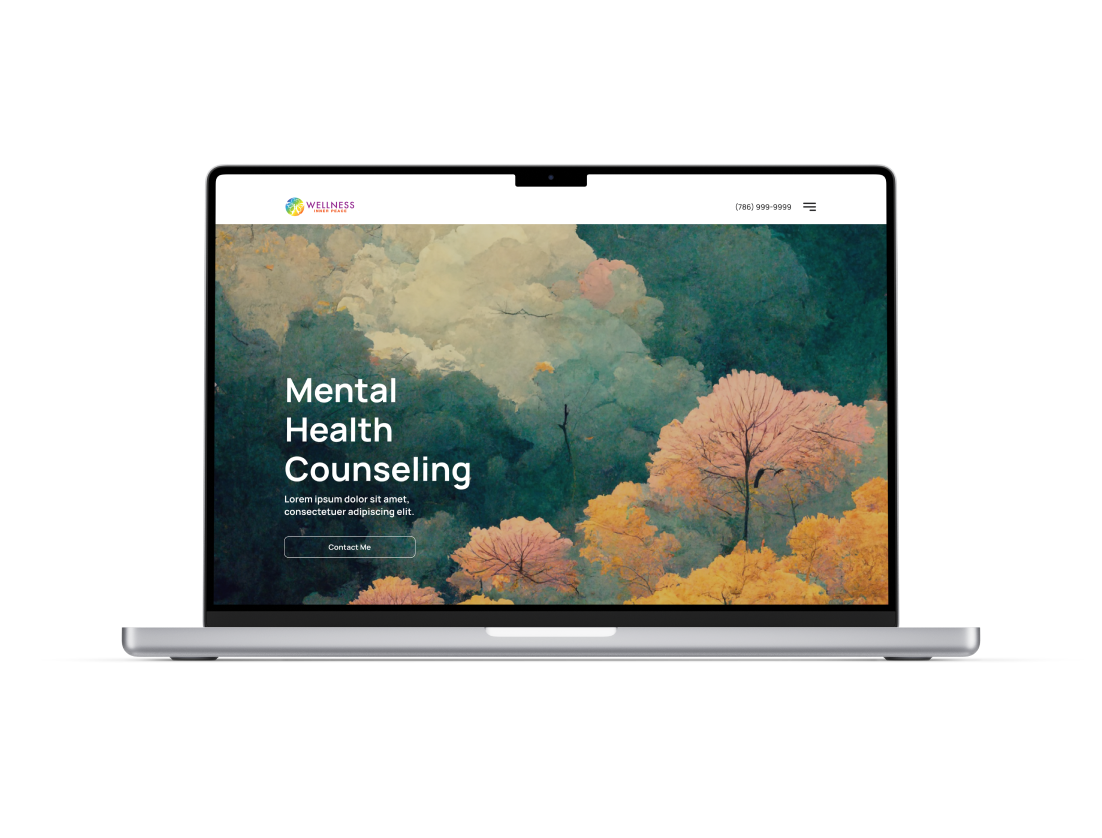 WELLNESS
INNER PEACE
(786) 999-9999
Mental
Health
Counseling
Lorem ipsum dolor sit amet,
consectetuer adipiscing elit.
Contact Me